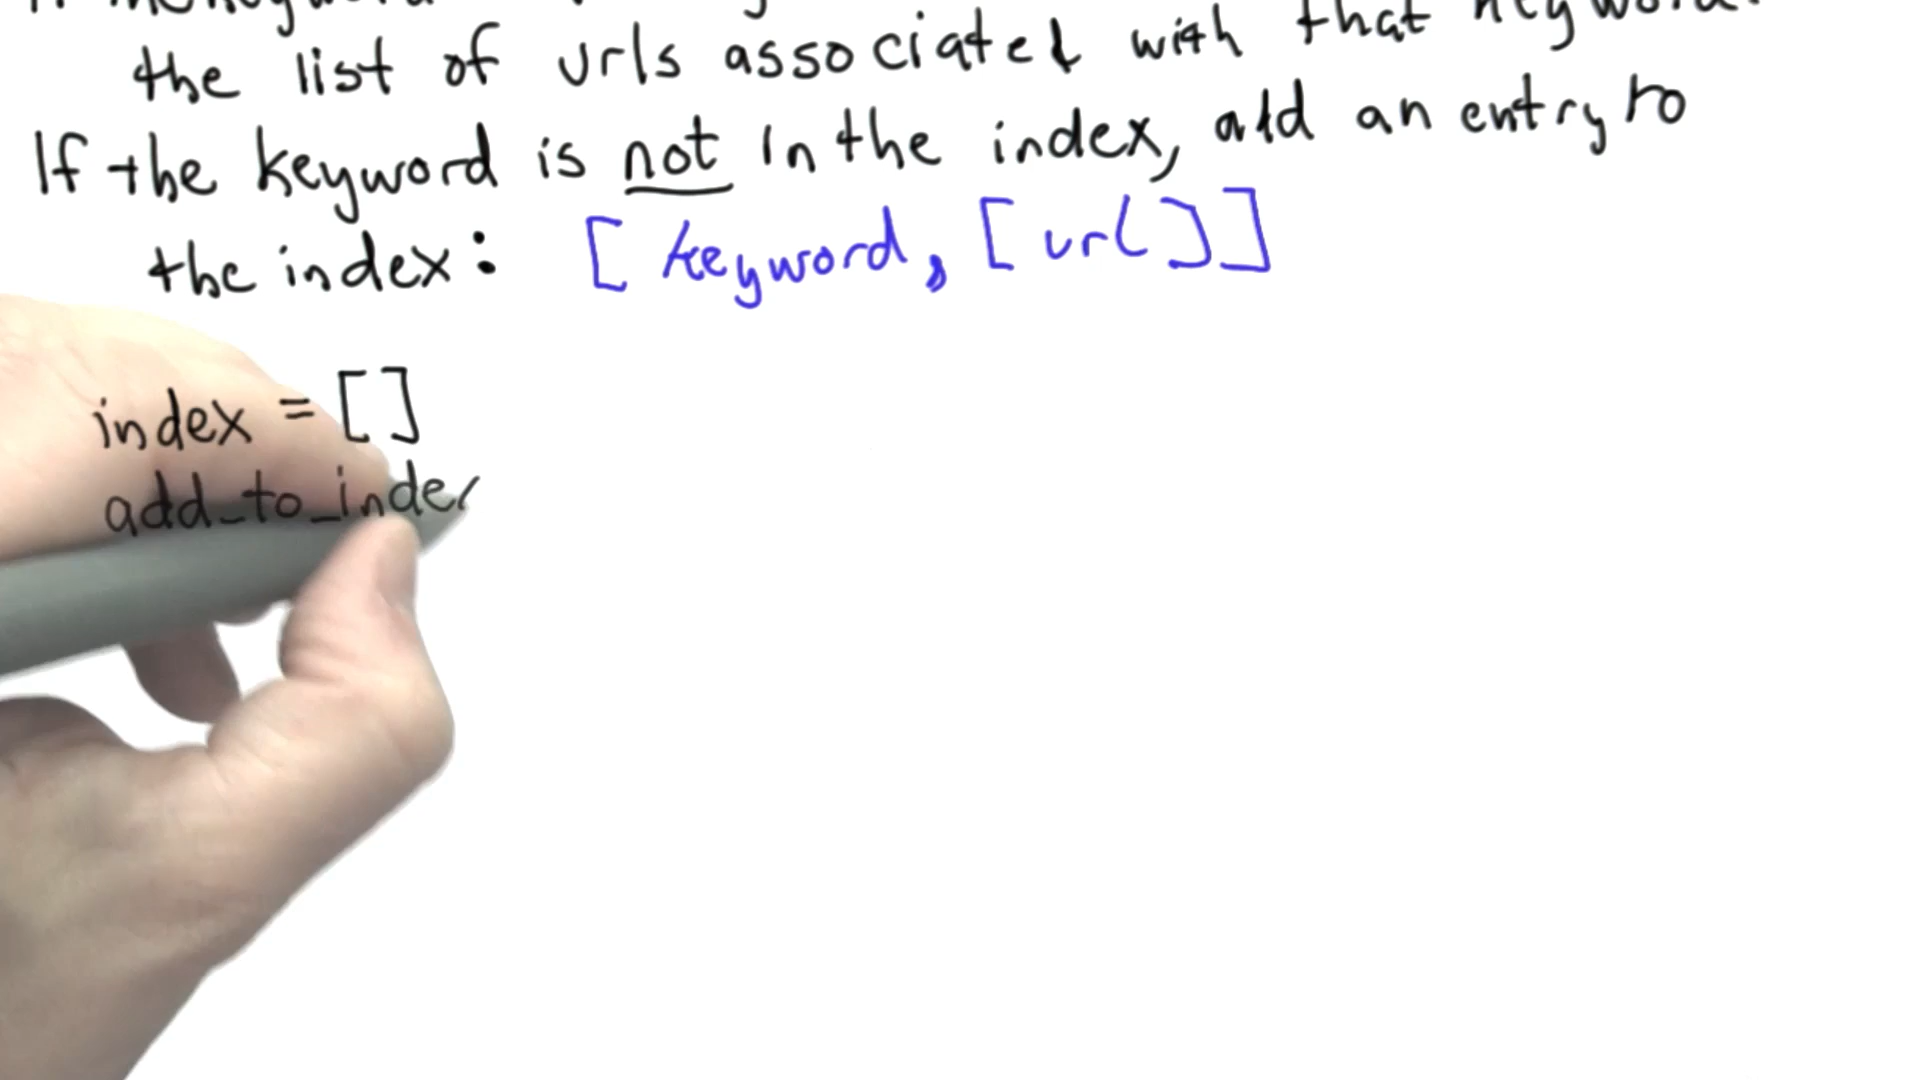 the list of urls associated with that keyword.
If the keyword is not in the index, add an entry to
the index: [keyword, [url]]
index = []
add_to_inde